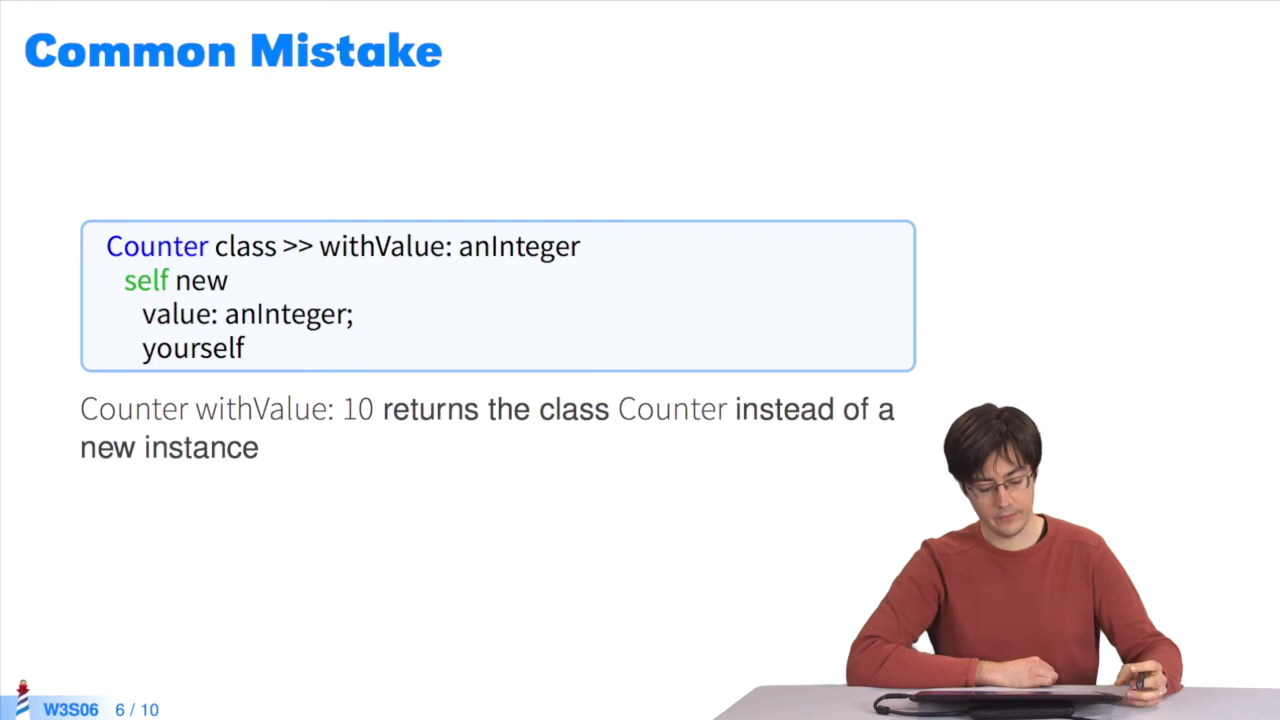 Common Mistake
Counter class >> withValue: anInteger
self new
value: anInteger;
yourself
Counter withValue: 10 returns the class Counter instead of a
new instance
W3S06 6 / 10